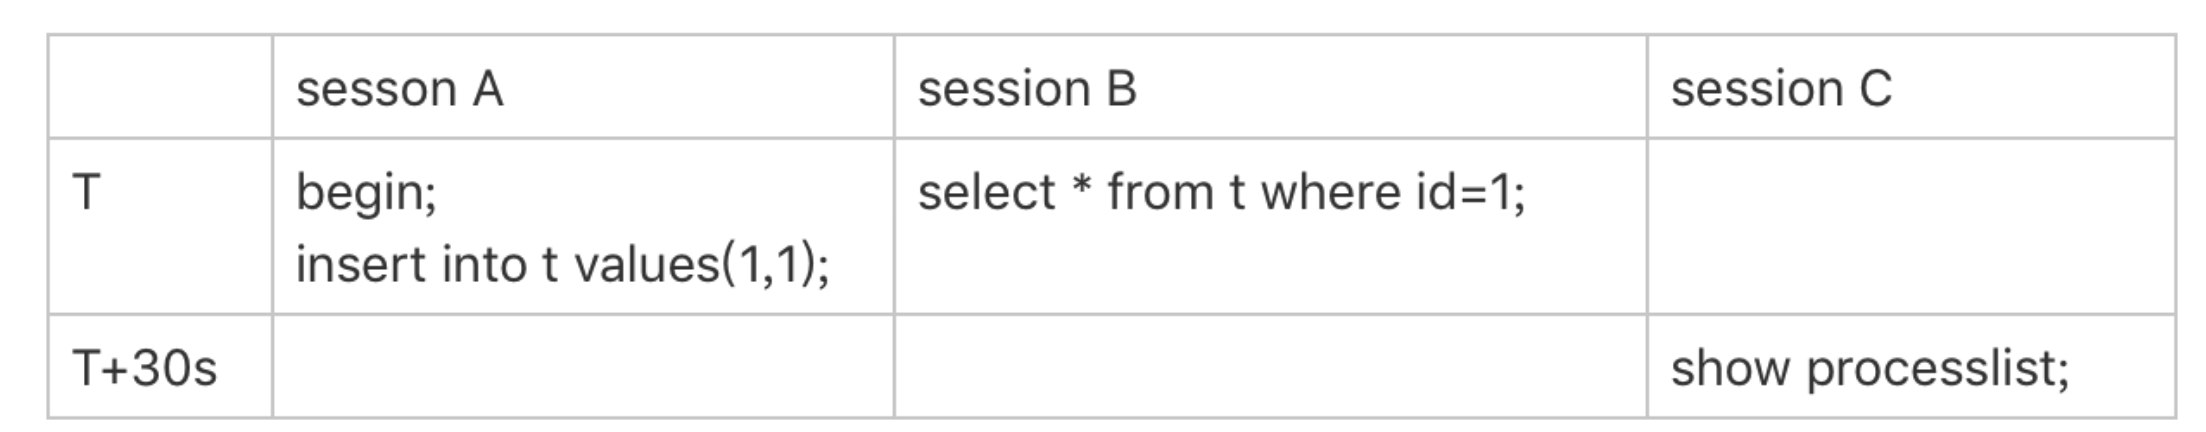 sesson A
session B
session C
T
begin;
insert into t values(1,1);
select * from t where id=1;
T+30s
show processlist;